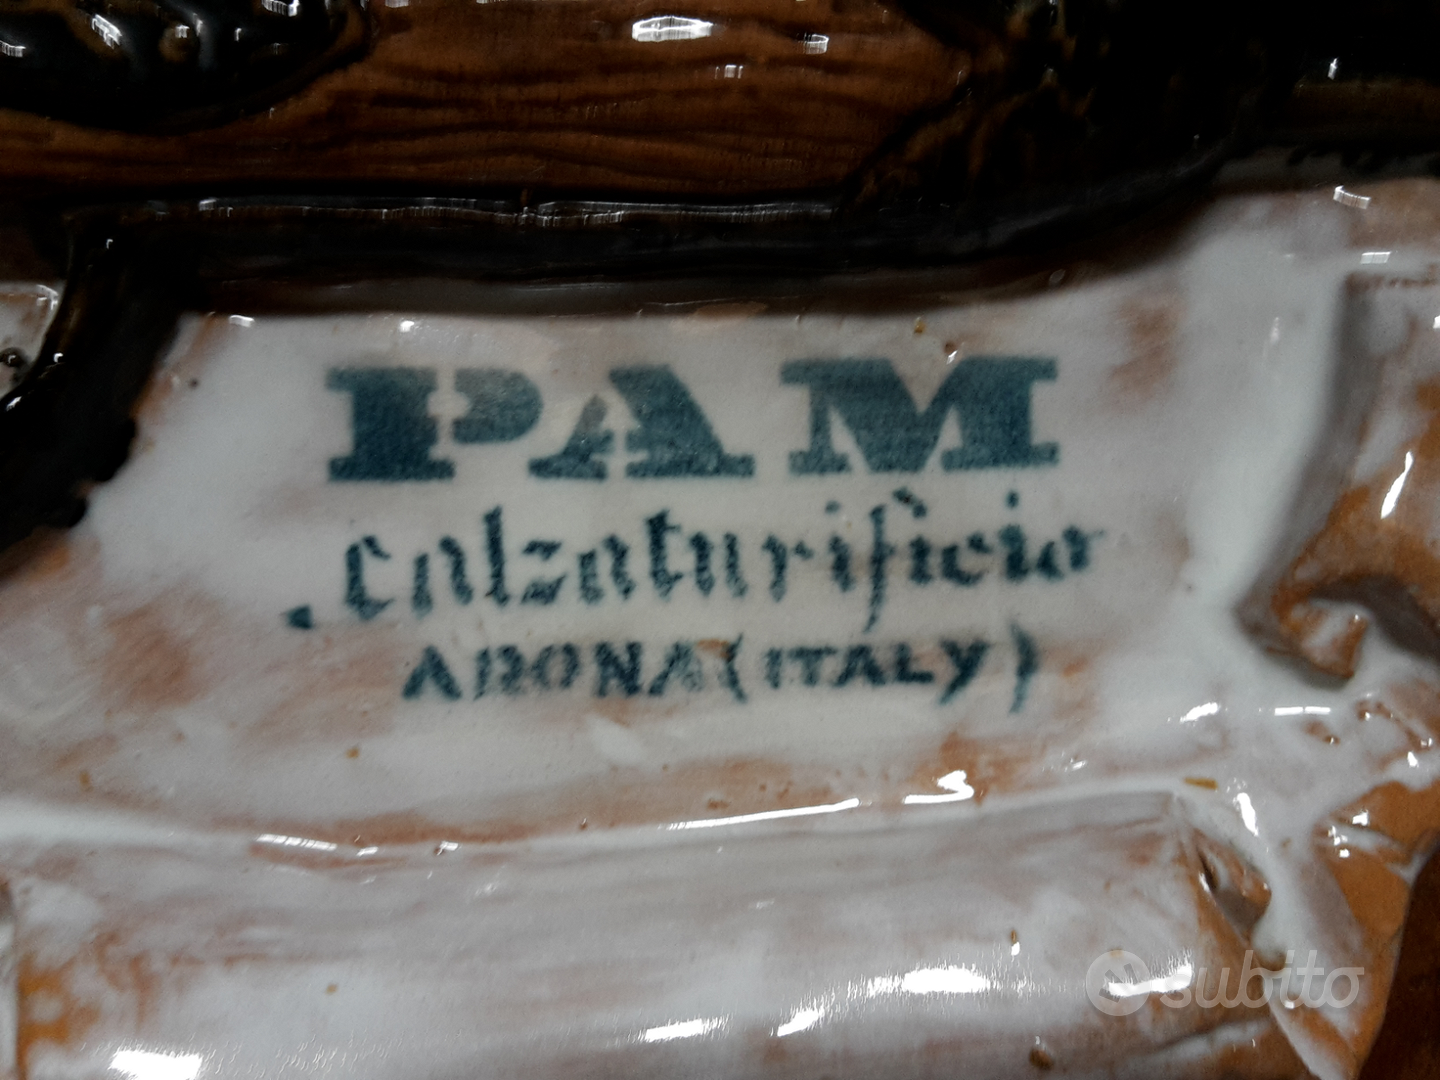 PAM
calzaturificio
ARONA (ITALY)
subito